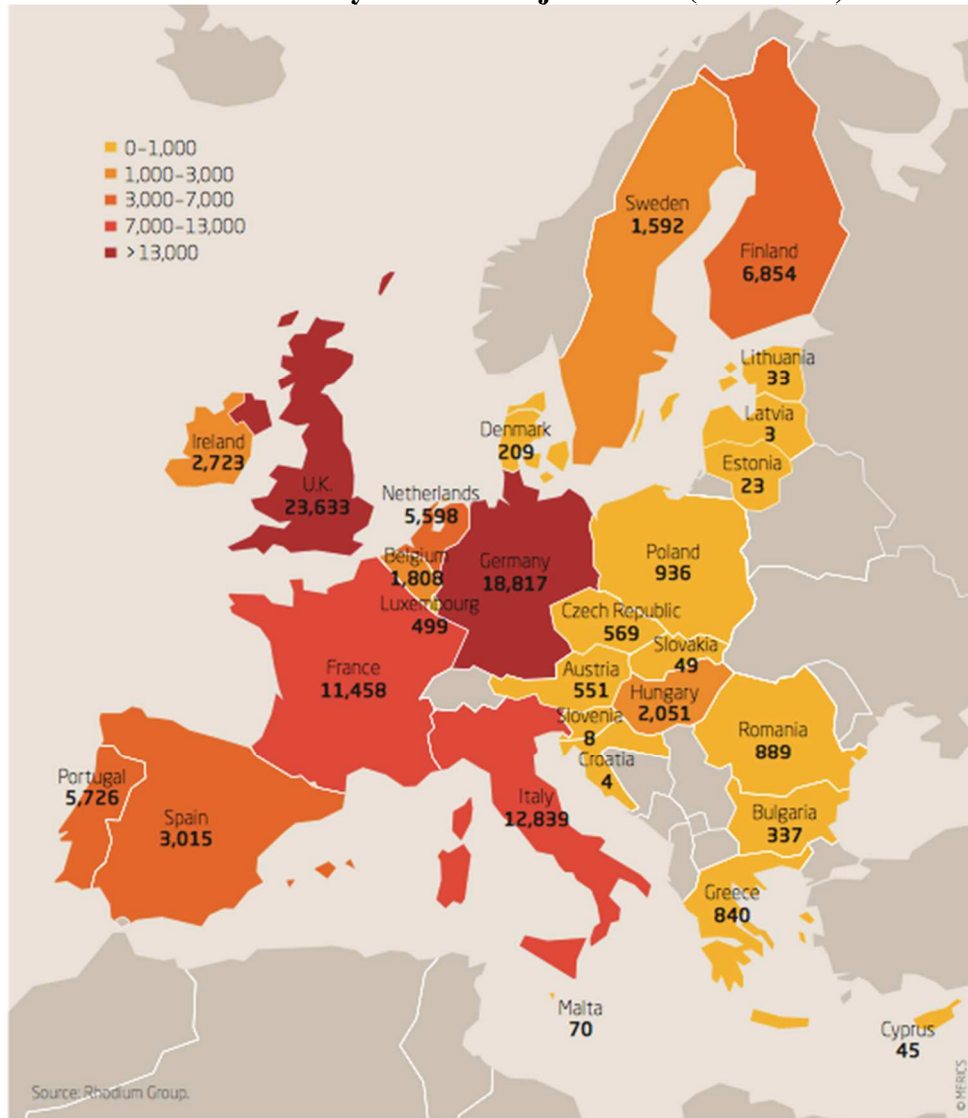 0–1,000
1,000–3,000
3,000–7,000
7,000–13,000
>13,000
Sweden
1,592
Finland
6,854
Lithuania
33
Latvia
3
Estonia
23
Denmark
209
Ireland
2,723
U.K.
23,633
Netherlands
5,598
Belgium
1,808
Luxembourg
499
Germany
18,817
Poland
936
Czech Republic
569
Slovakia
49
Austria
551
Hungary
2,051
Slovenia
8
Croatia
4
France
11,458
Romania
889
Portugal
5,726
Spain
3,015
Italy
12,839
Bulgaria
337
Greece
840
Malta
70
Cyprus
45
Source: Rhodium Group.
© MERICS